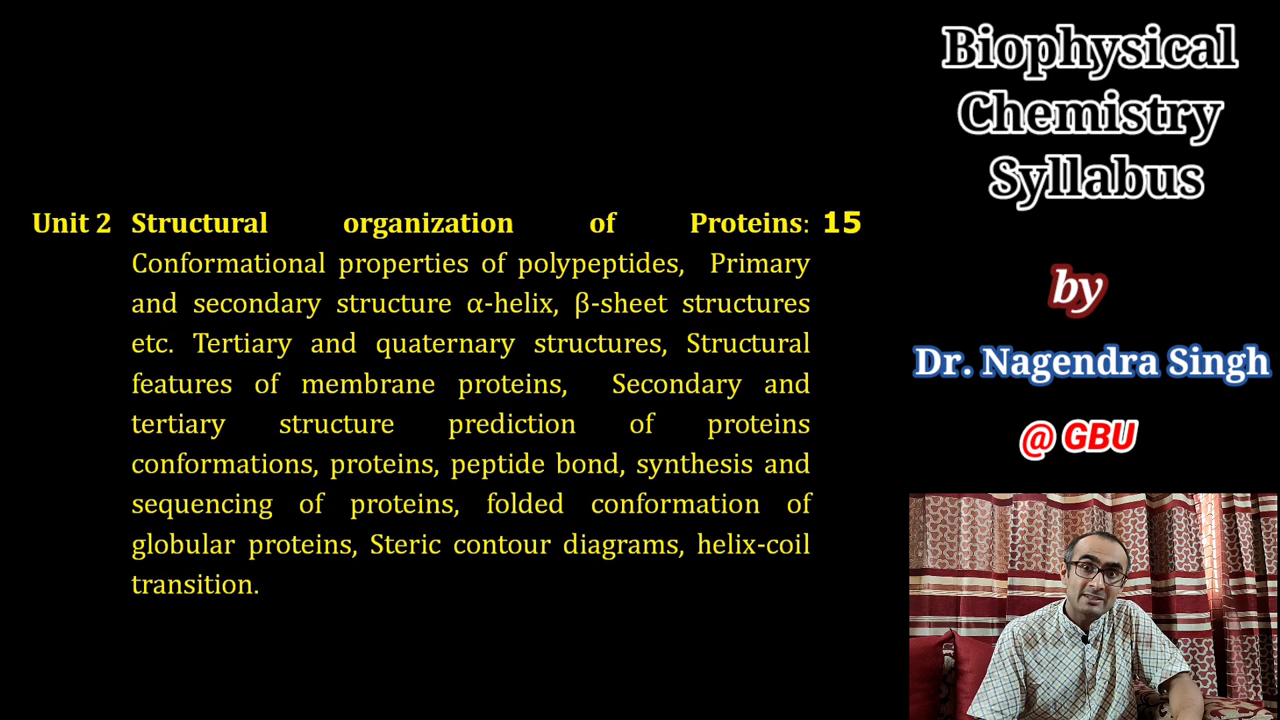 Unit 2 Structural organization of Proteins: 15
Conformational properties of polypeptides, Primary
and secondary structure α-helix, β-sheet structures
etc. Tertiary and quaternary structures, Structural
features of membrane proteins, Secondary and
tertiary structure prediction of proteins
conformations, proteins, peptide bond, synthesis and
sequencing of proteins, folded conformation of
globular proteins, Steric contour diagrams, helix-coil
transition.
Biophysical
Chemistry
Syllabus
by
Dr. Nagendra Singh
@ GBU